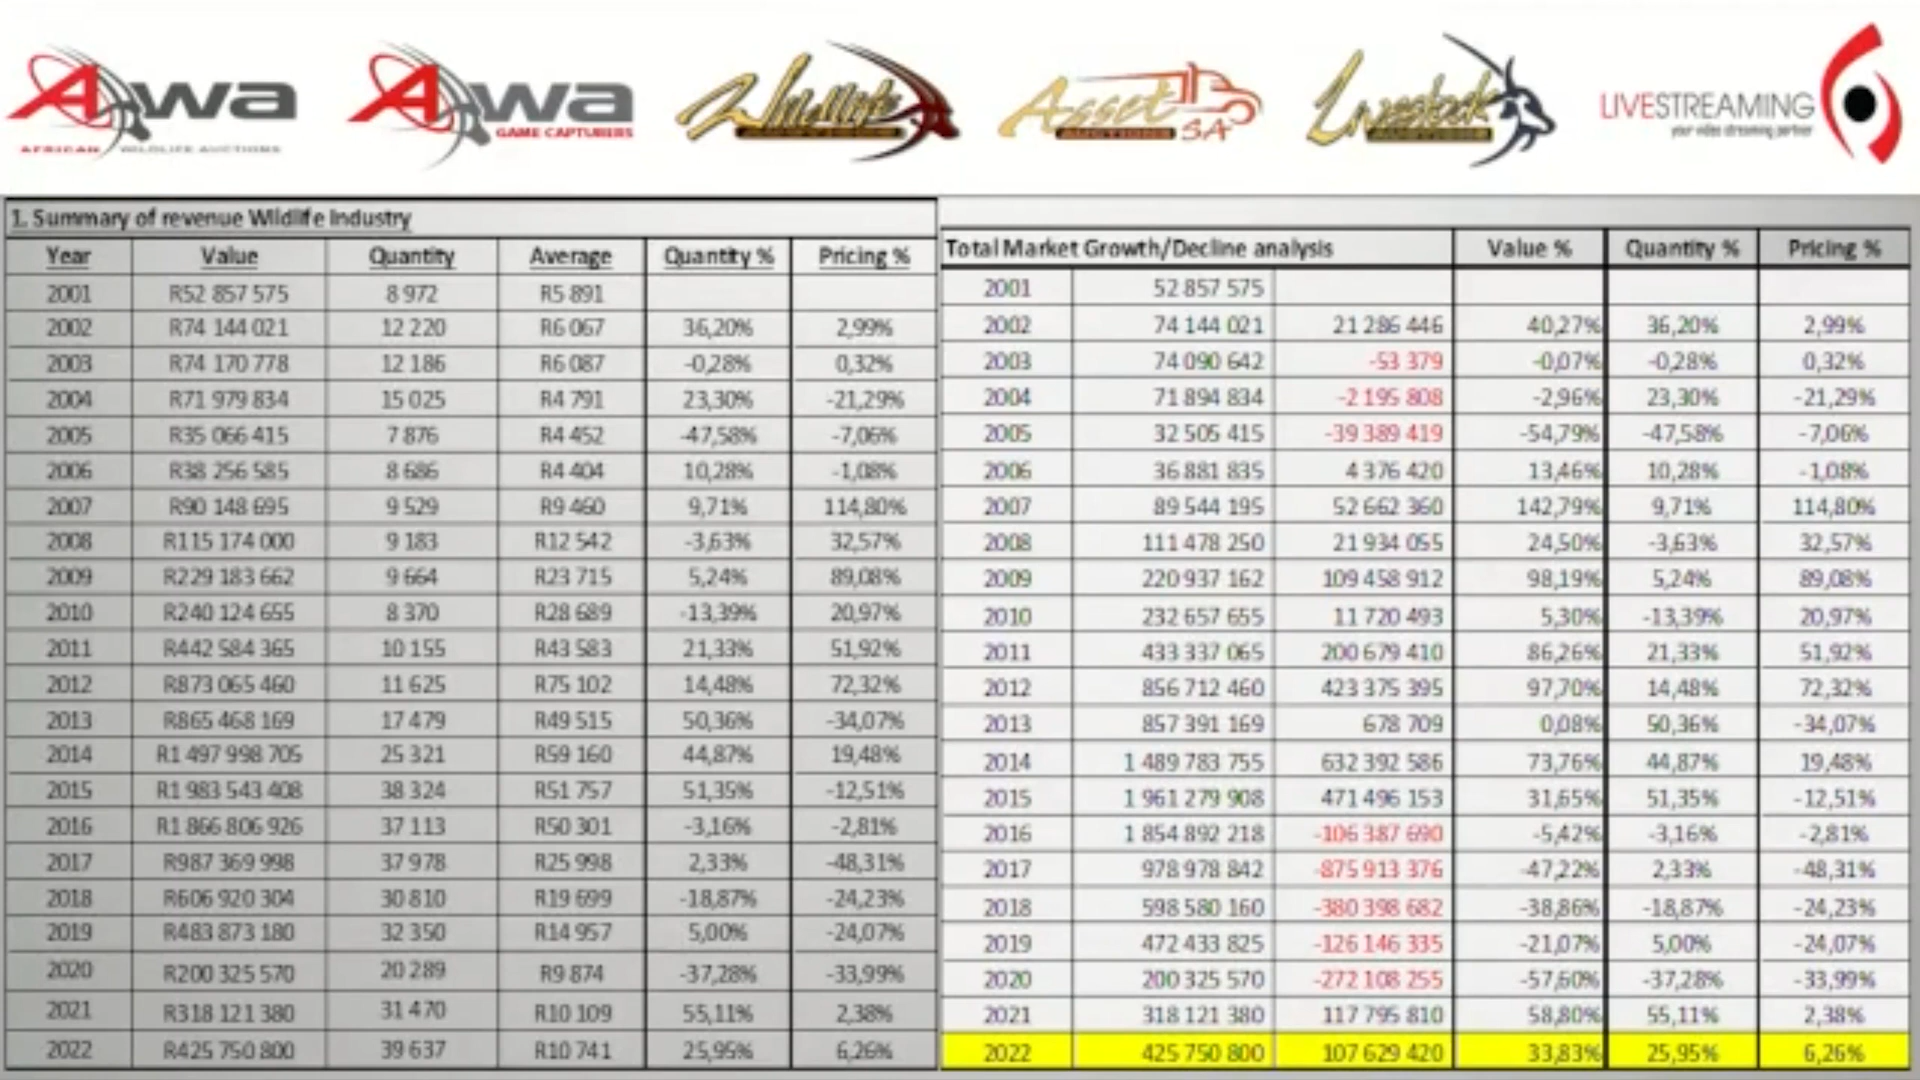 Awa
AFRICAN WILDLIFE AUCTIONS
Awa
GAME CAPTURERS
Wildlife
AUCTIONS
Asset
AUCTIONS SA
Livestock
AUCTIONS
LIVESTREAMING
your video streaming partner
1. Summary of revenue Wildlife Industry
Year Value Quantity Average Quantity % Pricing %
2001 R52 857 575 8 972 R5 891
2002 R74 144 021 12 220 R6 067 36,20% 2,99%
2003 R74 170 778 12 186 R6 087 -0,28% 0,32%
2004 R71 979 834 15 025 R4 791 23,30% -21,29%
2005 R35 066 415 7 876 R4 452 -47,58% -7,06%
2006 R38 256 585 8 686 R4 404 10,28% -1,08%
2007 R90 148 695 9 529 R9 460 9,71% 114,80%
2008 R115 174 000 9 183 R12 542 -3,63% 32,57%
2009 R229 183 662 9 664 R23 715 5,24% 89,08%
2010 R240 124 655 8 370 R28 689 -13,39% 20,97%
2011 R442 584 365 10 155 R43 583 21,33% 51,92%
2012 R873 065 460 11 625 R75 102 14,48% 72,32%
2013 R865 468 169 17 479 R49 515 50,36% -34,07%
2014 R1 497 998 705 25 321 R59 160 44,87% 19,48%
2015 R1 983 543 408 38 324 R51 757 51,35% -12,51%
2016 R1 866 806 926 37 113 R50 301 -3,16% -2,81%
2017 R987 369 998 37 978 R25 998 2,33% -48,31%
2018 R606 920 304 30 810 R19 699 -18,87% -24,23%
2019 R483 873 180 32 350 R14 957 5,00% -24,07%
2020 R200 325 570 20 289 R9 874 -37,28% -33,99%
2021 R318 121 380 31 470 R10 109 55,11% 2,38%
2022 R425 750 800 39 637 R10 741 25,95% 6,26%
Total Market Growth/Decline analysis Value % Quantity % Pricing %
2001 52 857 575
2002 74 144 021 21 286 446 40,27% 36,20% 2,99%
2003 74 090 642 -53 379 -0,07% -0,28% 0,32%
2004 71 894 834 -2 195 808 -2,96% 23,30% -21,29%
2005 32 505 415 -39 389 419 -54,79% -47,58% -7,06%
2006 36 881 835 4 376 420 13,46% 10,28% -1,08%
2007 89 544 195 52 662 360 142,79% 9,71% 114,80%
2008 111 478 250 21 934 055 24,50% -3,63% 32,57%
2009 220 937 162 109 458 912 98,19% 5,24% 89,08%
2010 232 657 655 11 720 493 5,30% -13,39% 20,97%
2011 433 337 065 200 679 410 86,26% 21,33% 51,92%
2012 856 712 460 423 375 395 97,70% 14,48% 72,32%
2013 857 391 169 678 709 0,08% 50,36% -34,07%
2014 1 489 783 755 632 392 586 73,76% 44,87% 19,48%
2015 1 961 279 908 471 496 153 31,65% 51,35% -12,51%
2016 1 854 892 218 -106 387 690 -5,42% -3,16% -2,81%
2017 978 978 842 -875 913 376 -47,22% 2,33% -48,31%
2018 598 580 160 -380 398 682 -38,86% -18,87% -24,23%
2019 472 433 825 -126 146 335 -21,07% 5,00% -24,07%
2020 200 325 570 -272 108 255 -57,60% -37,28% -33,99%
2021 318 121 380 117 795 810 58,80% 55,11% 2,38%
2022 425 750 800 107 629 420 33,83% 25,95% 6,26%